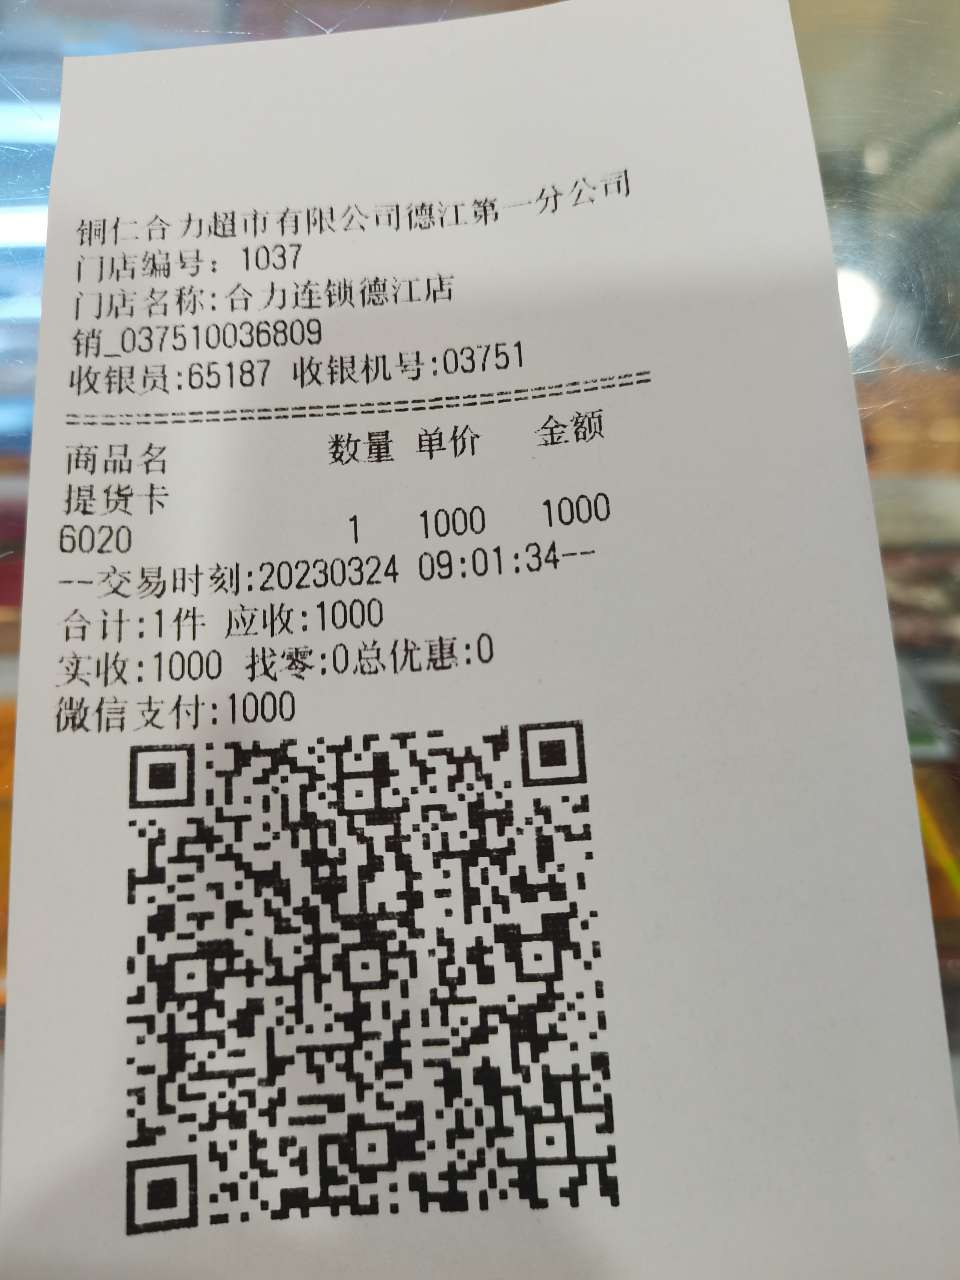 铜仁合力超市有限公司德江第一分公司
门店编号：1037
门店名称:合力连锁德江店
销_037510036809
收银员:65187 收银机号:03751
========================================
商品名 数量 单价 金额
提货卡
6020 1 1000 1000
--交易时刻:20230324 09:01:34--
合计:1件 应收:1000
实收:1000 找零:0总优惠:0
微信支付:1000